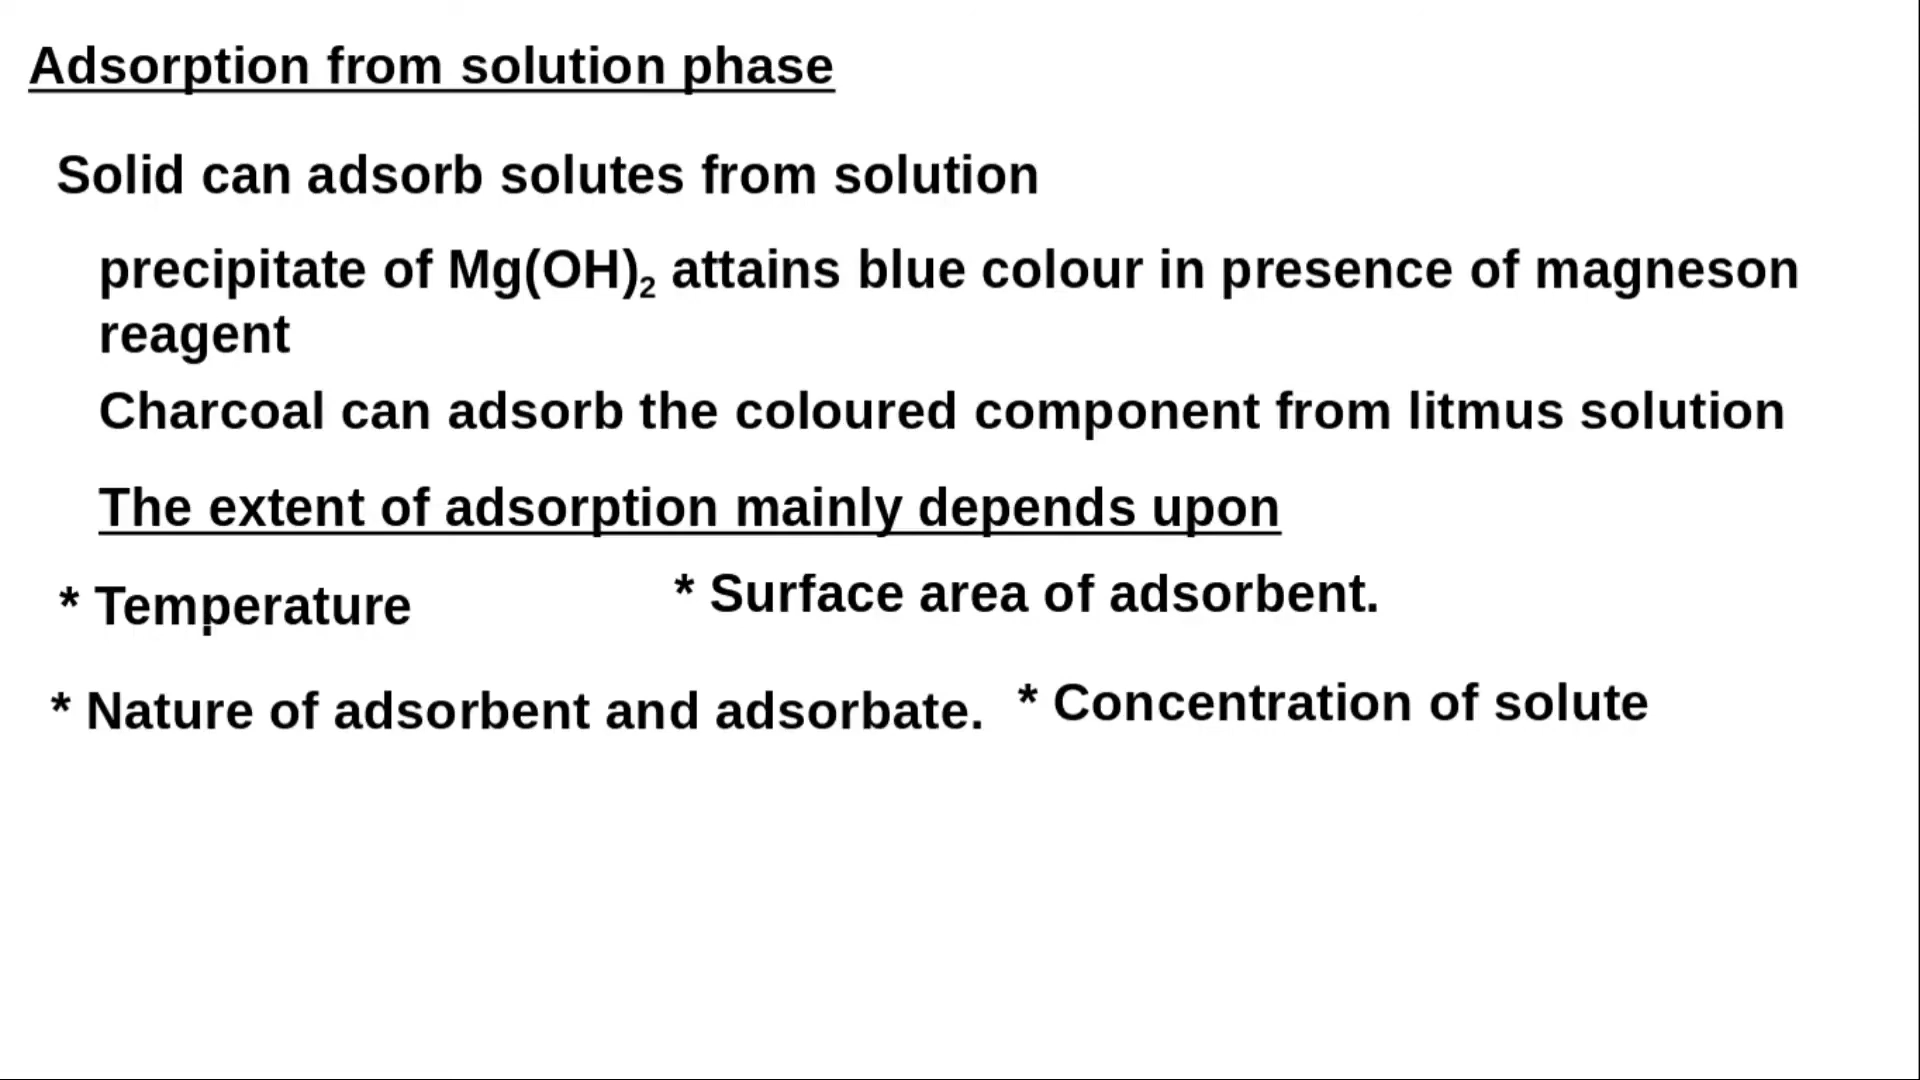 Adsorption from solution phase
Solid can adsorb solutes from solution
precipitate of Mg(OH)₂ attains blue colour in presence of magneson
reagent
Charcoal can adsorb the coloured component from litmus solution
The extent of adsorption mainly depends upon
* Temperature * Surface area of adsorbent.
* Nature of adsorbent and adsorbate. * Concentration of solute